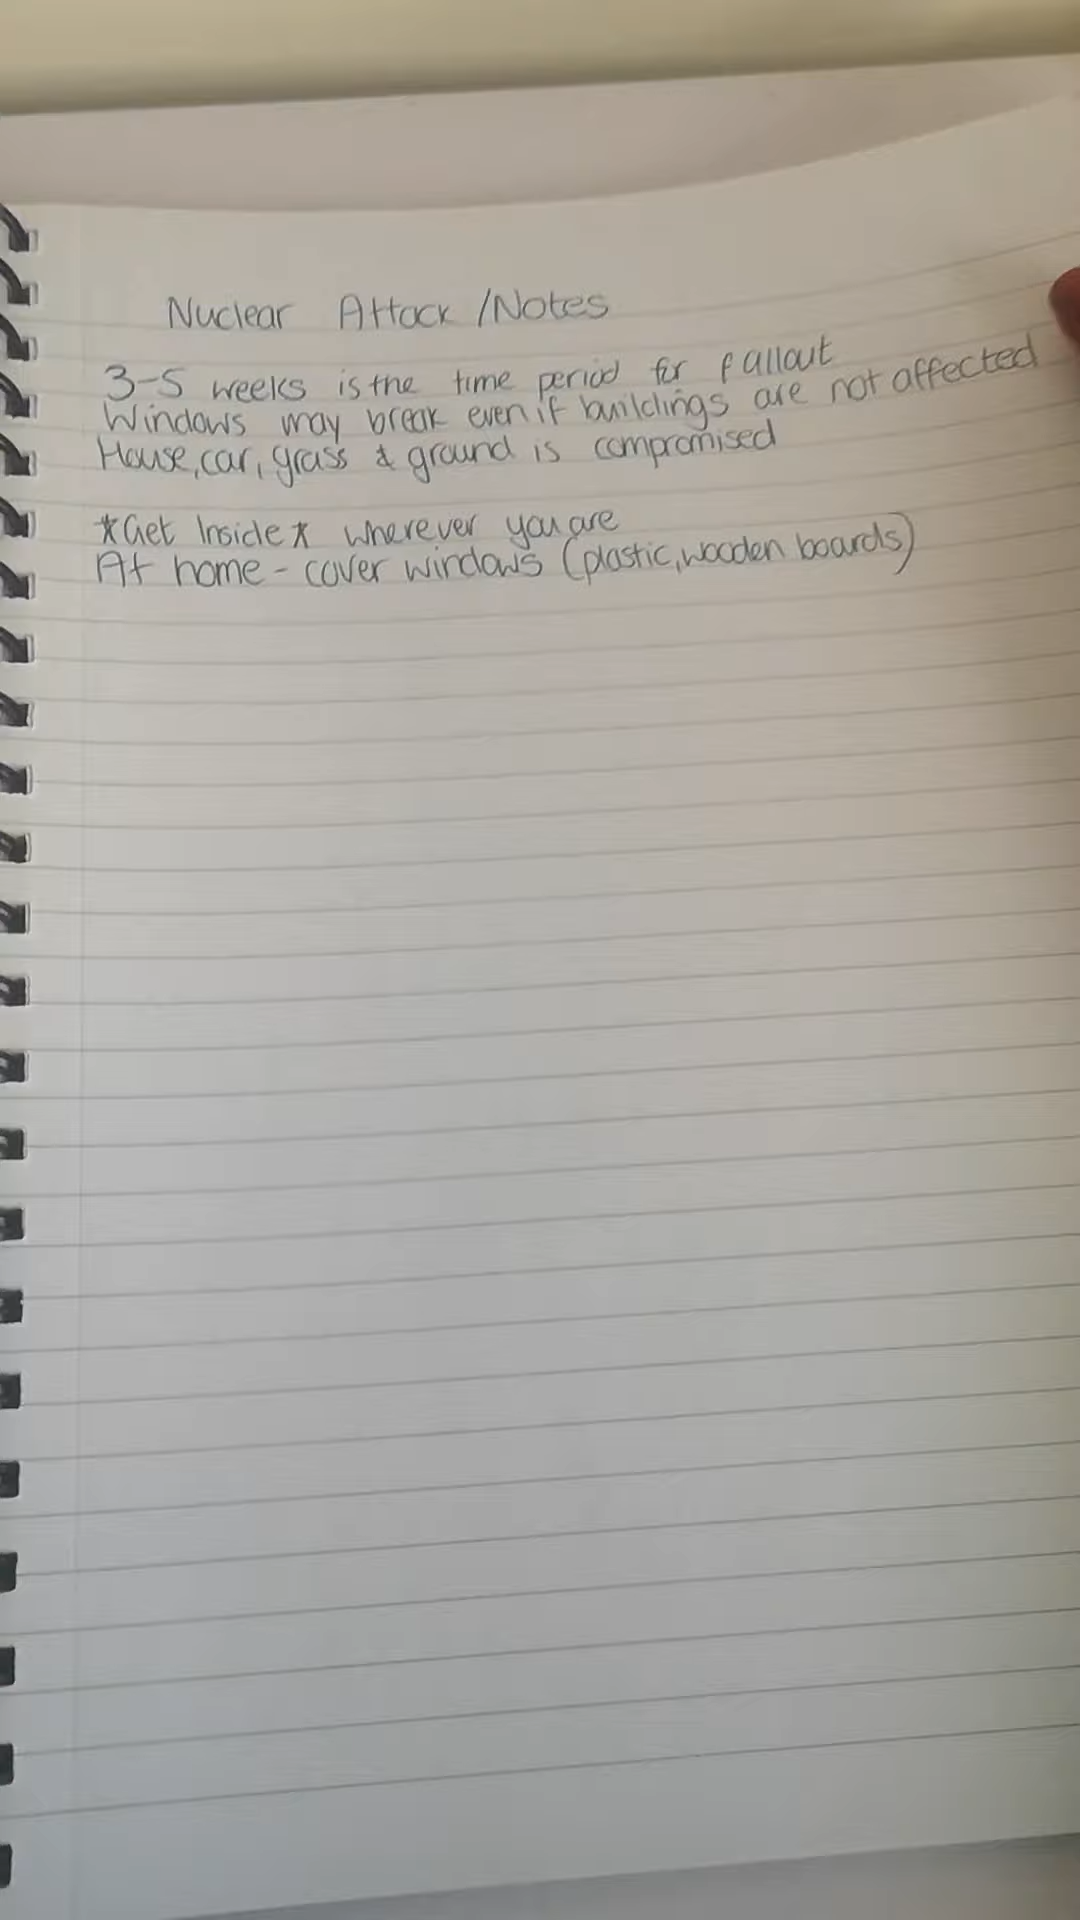 Nuclear Attack /Notes
3-5 weeks is the time period for fallout
Windows may break even if buildings are not affected
House, car, grass & ground is compromised
*Get Inside* wherever you are
At home - cover windows (plastic, wooden boards)